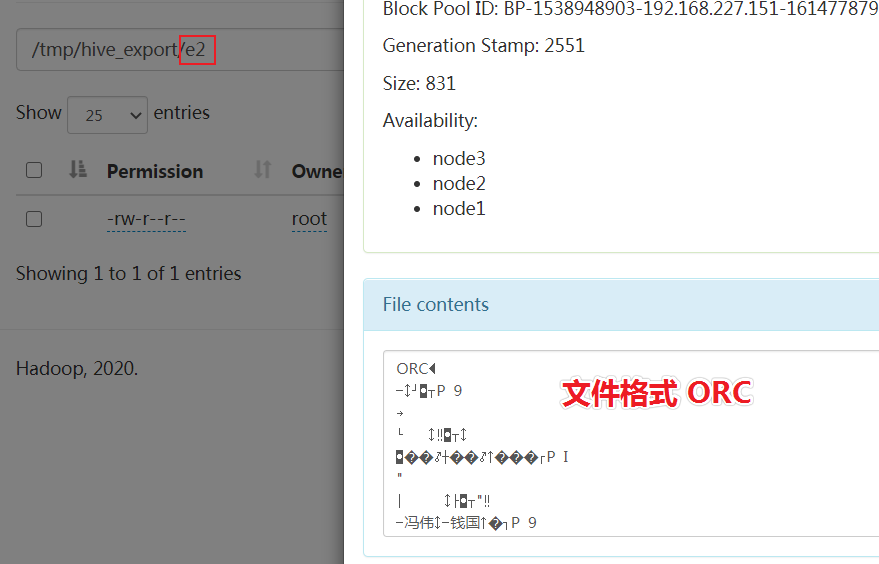 /tmp/hive_export/e2
Show 25 entries
Permission Owne
-rw-r--r-- root
Showing 1 to 1 of 1 entries
Hadoop, 2020.
Block Pool ID: BP-1538948903-192.168.227.151-161477879
Generation Stamp: 2551
Size: 831
Availability:
node3
node2
node1
File contents
ORC
P 9
P I
"
冯伟 钱国 P 9
文件格式 ORC